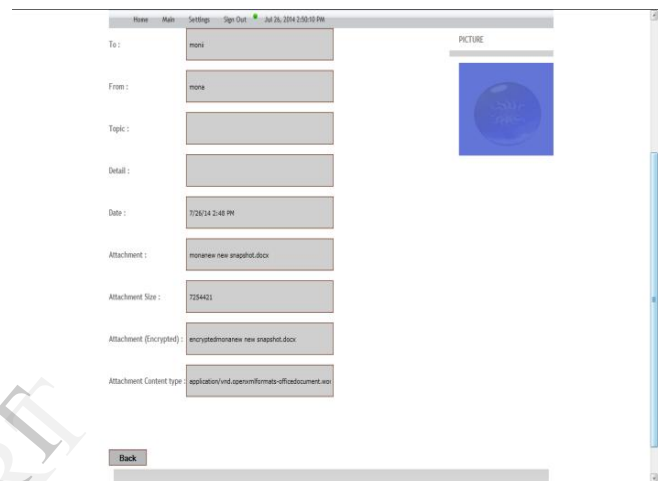 Home Main Settings Sign Out Jul 26, 2014 2:50:10 PM
PICTURE
To : moni
From : mona
Topic :
Detail :
Date : 7/26/14 2:48 PM
Attachment : monanew new snapshot.docx
Attachment Size : 7254421
Attachment (Encrypted) : encryptedmonanew new snapshot.docx
Attachment Content type : application/vnd.openxmlformats-officedocument.wor
Back